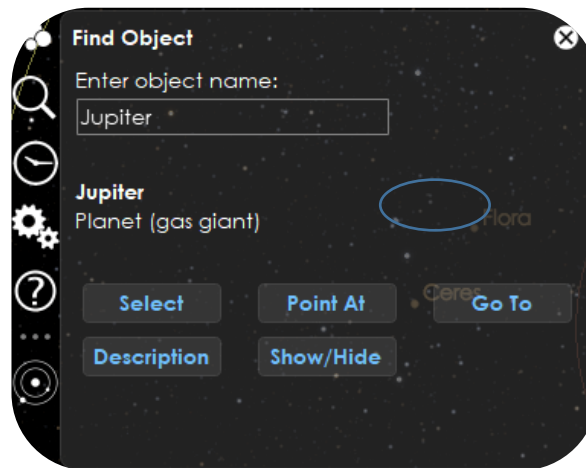 Find Object
Enter object name:
Jupiter
Jupiter
Planet (gas giant)
Flora
Ceres
Select Point At Go To
Description Show/Hide
?